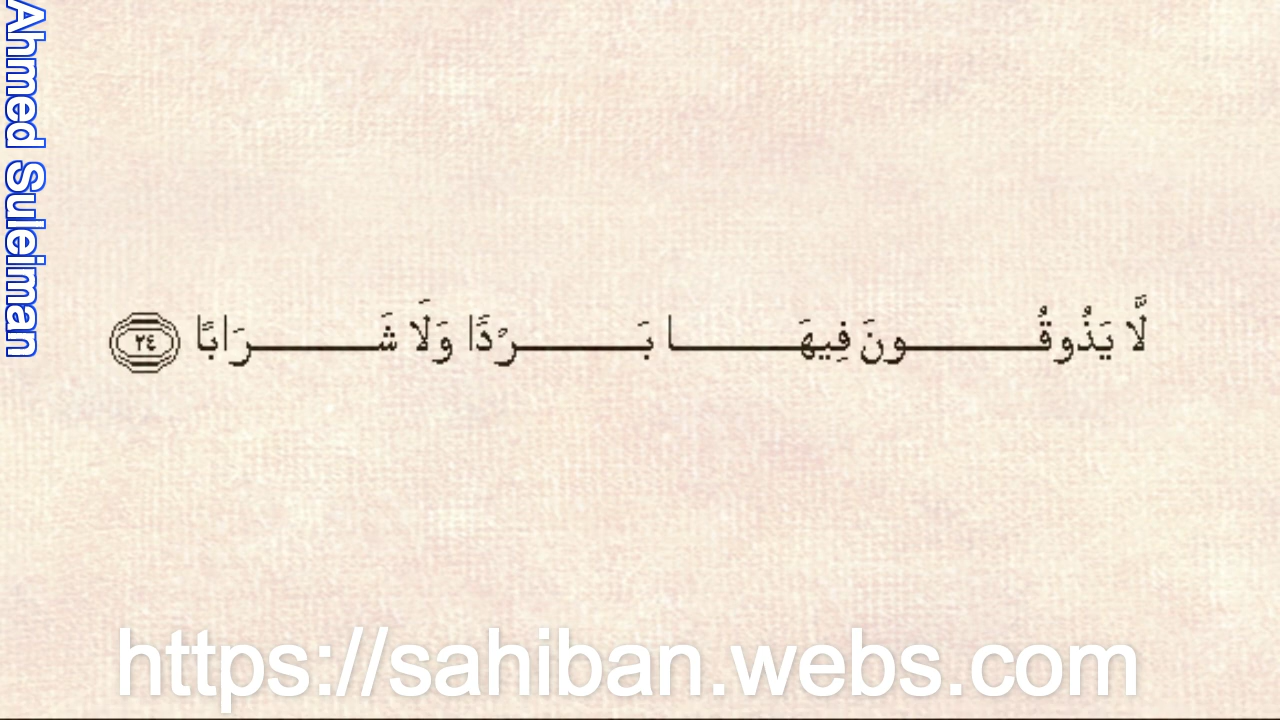 Ahmed Suleiman
لَّا يَذُوقُونَ فِيهَا بَرْدًا وَلَا شَرَابًا ٢٤
https://sahiban.webs.com